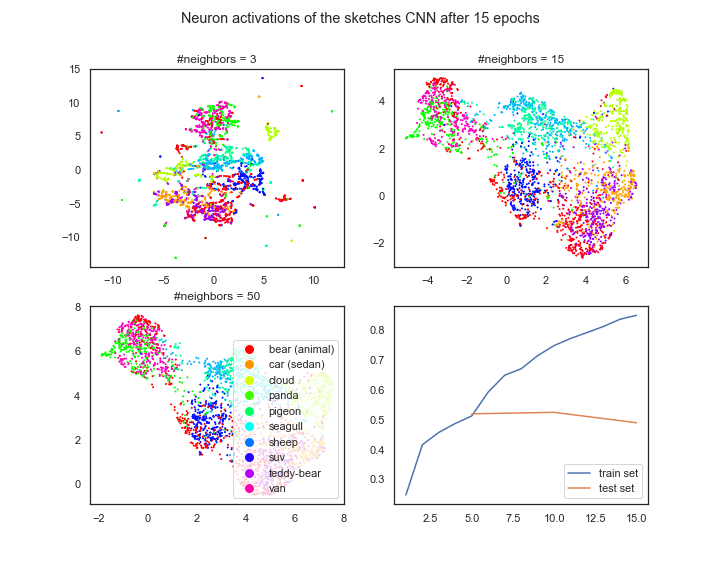 Neuron activations of the sketches CNN after 15 epochs
#neighbors = 3
15
10
5
0
−5
−10
−10
−5
0
5
10
#neighbors = 15
4
2
0
−2
−4
−2
0
2
4
6
#neighbors = 50
8
6
4
2
0
−2
0
2
4
6
8
bear (animal)
car (sedan)
cloud
panda
pigeon
seagull
sheep
suv
teddy-bear
van
0.8
0.7
0.6
0.5
0.4
0.3
2.5
5.0
7.5
10.0
12.5
15.0
train set
test set